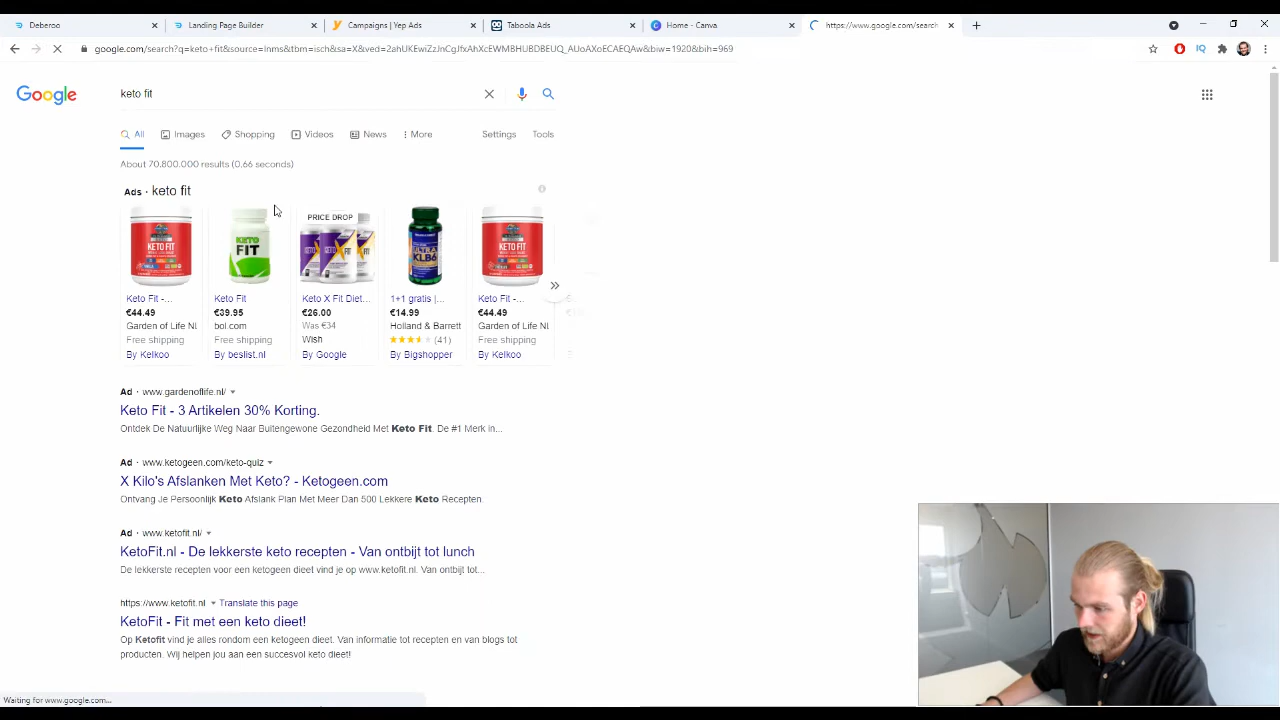 Deberoo
Landing Page Builder
Campaigns | Yep Ads
Taboola Ads
Home - Canva
https://www.google.com/search
google.com/search?q=keto+fit&source=lnms&tbm=isch&sa=X&ved=2ahUKEwiZzJnCgJfxAhXcEWMBHUBDBEUQ_AUoAXoECAEQAw&biw=1920&bih=969
IQ
Google
keto fit
All
Images
Shopping
Videos
News
More
Settings
Tools
About 70.800.000 results (0,66 seconds)
Ads · keto fit
PRICE DROP
KETO FIT
KETO FIT
FIT
KLB6
KETO FIT
Keto Fit -...
Keto Fit
Keto X Fit Diet...
1+1 gratis |...
Keto Fit -...
€44.49
€39.95
€26.00
€14.99
€44.49
Garden of Life NL
bol.com
Was €34
Holland & Barrett
Garden of Life NL
Free shipping
Free shipping
Wish
(41)
Free shipping
By Kelkoo
By beslist.nl
By Google
By Bigshopper
By Kelkoo
Ad · www.gardenoflife.nl/
Keto Fit - 3 Artikelen 30% Korting.
Ontdek De Natuurlijke Weg Naar Buitengewone Gezondheid Met Keto Fit. De #1 Merk in...
Ad · www.ketogeen.com/keto-quiz
X Kilo's Afslanken Met Keto? - Ketogeen.com
Ontvang Je Persoonlijk Keto Afslank Plan Met Meer Dan 500 Lekkere Keto Recepten.
Ad · www.ketofit.nl/
KetoFit.nl - De lekkerste keto recepten - Van ontbijt tot lunch
De lekkerste recepten voor een ketogeen dieet vind je op www.ketofit.nl. Van ontbijt tot...
https://www.ketofit.nl
Translate this page
KetoFit - Fit met een keto dieet!
Op Ketofit vind je alles rondom een ketogeen dieet. Van informatie tot recepten en van blogs tot
producten. Wij helpen jou aan een succesvol keto dieet!
Waiting for www.google.com...